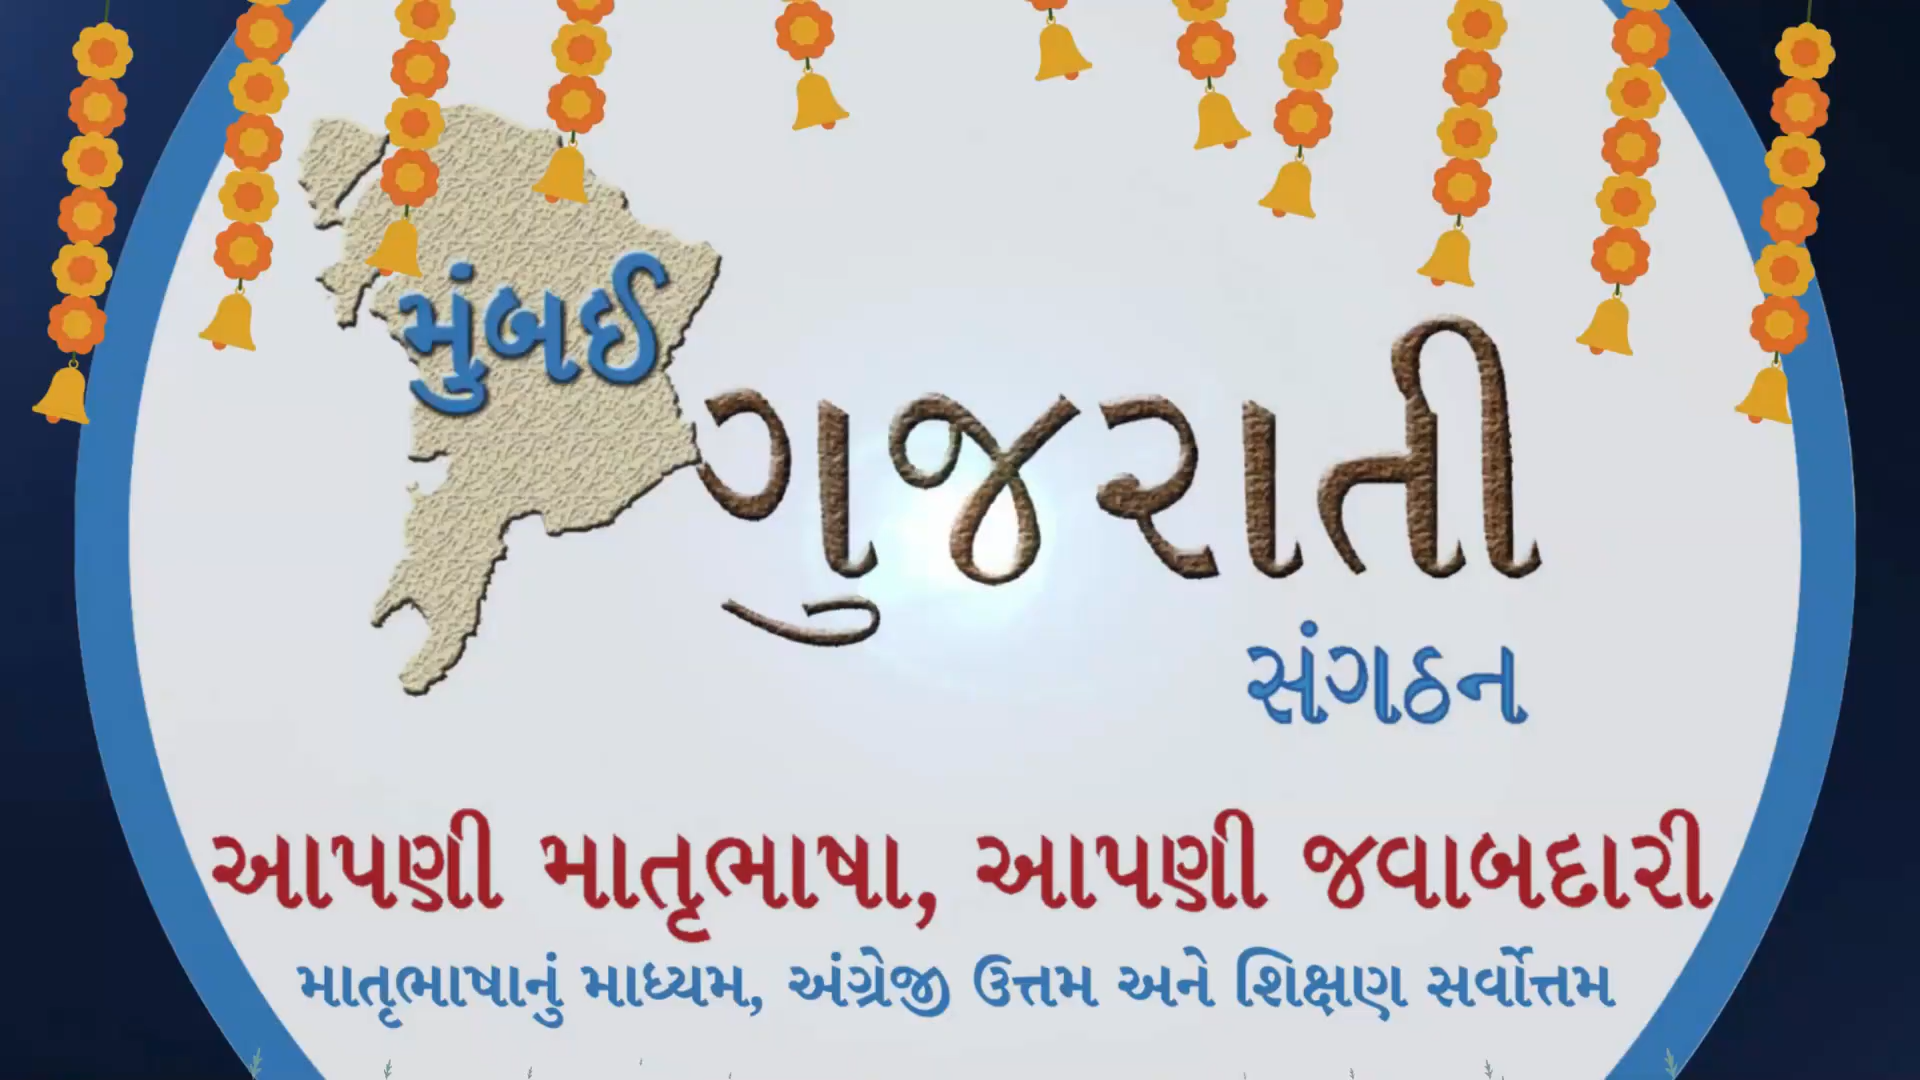 મુંબઈ
ગુજરાતી
સંગઠન
આપણી માતૃભાષા, આપણી જવાબદારી
માતૃભાષાનું માધ્યમ, અંગ્રેજી ઉત્તમ અને શિક્ષણ સર્વોત્તમ